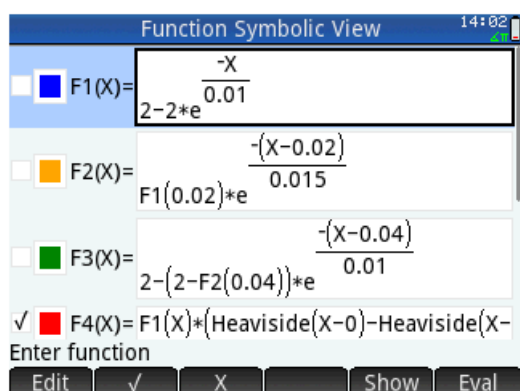 Function Symbolic View 14:02
∡π
F1(X)= 2-2*e^(-X/0.01)
F2(X)= F1(0.02)*e^(-(X-0.02)/0.015)
F3(X)= 2-(2-F2(0.04))*e^(-(X-0.04)/0.01)
√ F4(X)= F1(X)*(Heaviside(X-0)-Heaviside(X-
Enter function
Edit √ X Show Eval